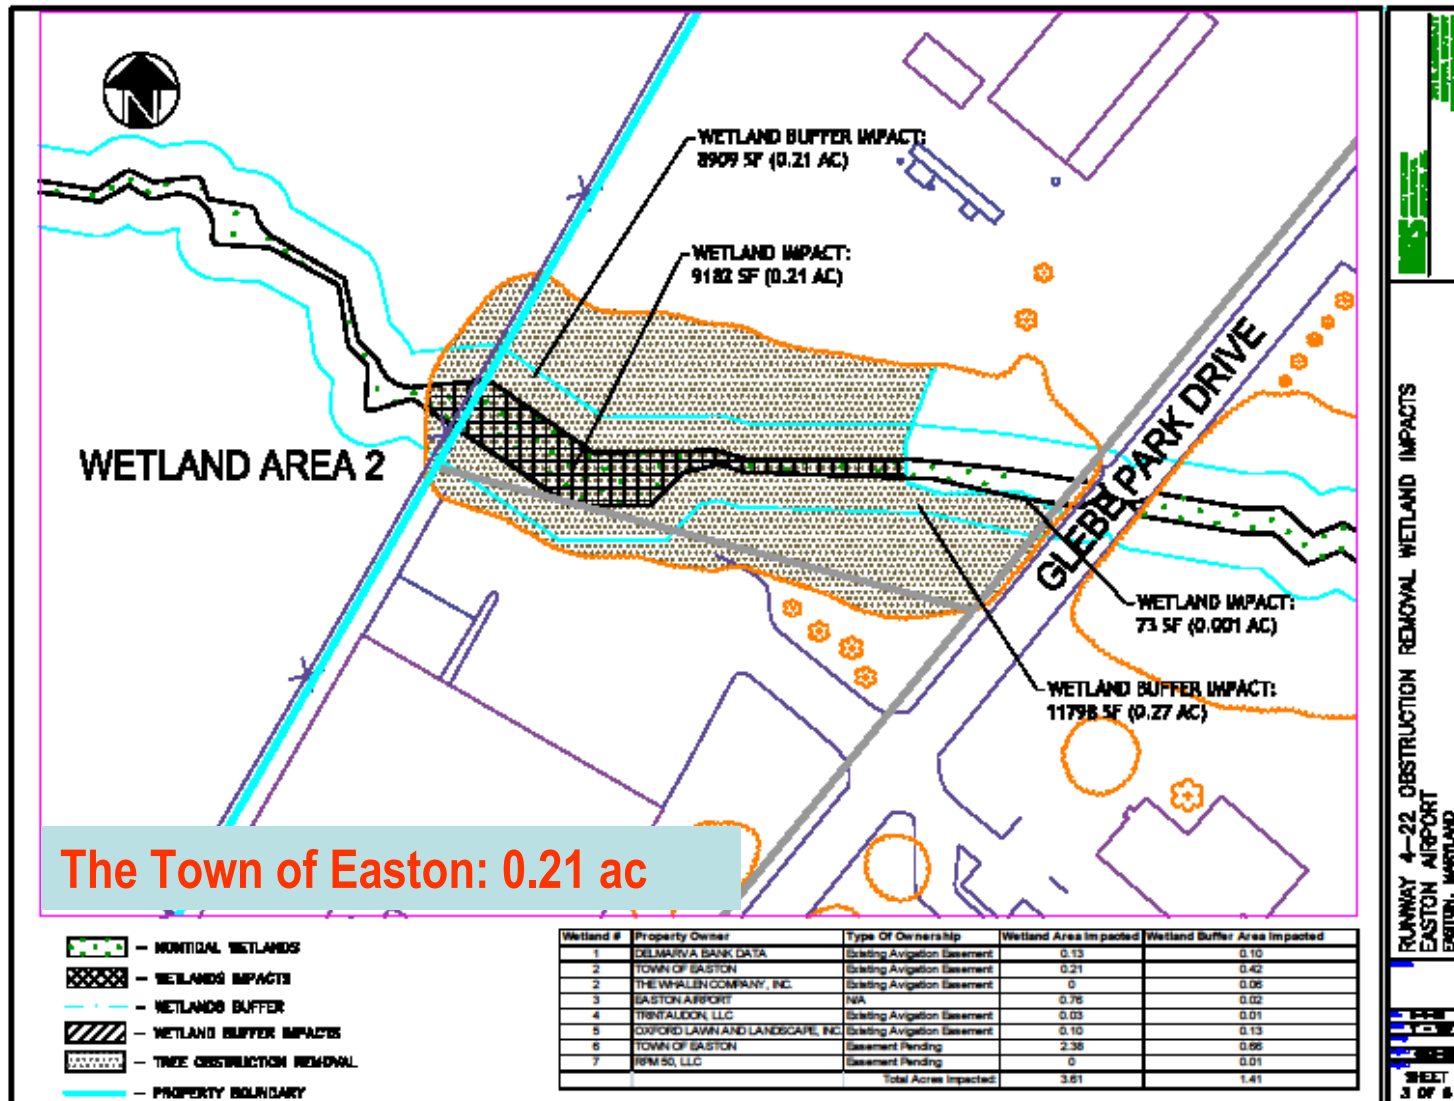 N
WETLAND BUFFER IMPACT:
8909 SF (0.21 AC)
WETLAND IMPACT:
9182 SF (0.21 AC)
WETLAND AREA 2
GLEBE PARK DRIVE
WETLAND IMPACT:
73 SF (0.001 AC)
WETLAND BUFFER IMPACT:
11798 SF (0.27 AC)
The Town of Easton: 0.21 ac
- NONTIDAL WETLANDS
- WETLANDS IMPACTS
- WETLANDS BUFFER
- WETLAND BUFFER IMPACTS
- TREE OBSTRUCTION REMOVAL
- PROPERTY BOUNDARY
Wetland # Property Owner Type Of Ownership Wetland Area Impacted Wetland Buffer Area Impacted
1 DELMARVA BANK DATA Existing Avigation Easement 0.13 0.10
2 TOWN OF EASTON Existing Avigation Easement 0.21 0.42
2 THE WHALEN COMPANY, INC. Existing Avigation Easement 0 0.06
3 EASTON AIRPORT N/A 0.76 0.02
4 TRINTAUDON, LLC Existing Avigation Easement 0.03 0.01
5 OXFORD LAWN AND LANDSCAPE, INC. Existing Avigation Easement 0.10 0.13
6 TOWN OF EASTON Easement Pending 2.38 0.66
7 RPM 50, LLC Easement Pending 0 0.01
Total Acres Impacted: 3.61 1.41
RUNWAY 4-22 OBSTRUCTION REMOVAL WETLAND IMPACTS
EASTON AIRPORT
EASTON, MARYLAND
SHEET
3 OF